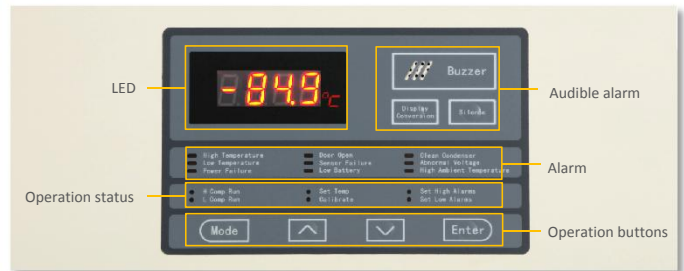 LED
-84.9 °C
Buzzer
Display
Conversion
Silence
Audible alarm
High Temperature
Low Temperature
Power Failure
Door Open
Sensor Failure
Low Battery
Clean Condenser
Abnormal Voltage
High Ambient Temperature
Alarm
Operation status
H Comp Run
L Comp Run
Set Temp
Calibrate
Set High Alarms
Set Low Alarms
Mode
Enter
Operation buttons